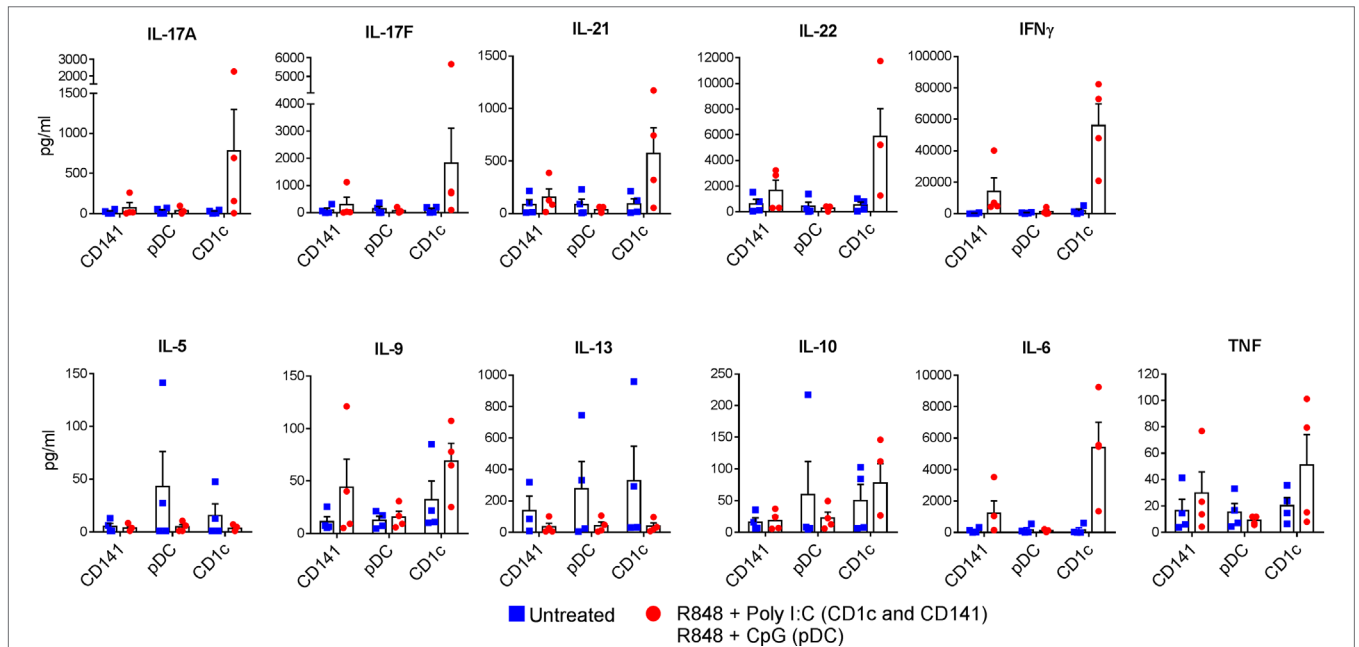 IL-17A
IL-17F
IL-21
IL-22
IFNγ
pg/ml
3000
2000
1500
1000
500
0
CD141
pDC
CD1c
6000
5000
4000
3000
2000
1000
0
CD141
pDC
CD1c
1500
1000
500
0
CD141
pDC
CD1c
12000
10000
8000
6000
4000
2000
0
CD141
pDC
CD1c
100000
80000
60000
40000
20000
0
CD141
pDC
CD1c
IL-5
IL-9
IL-13
IL-10
IL-6
TNF
pg/ml
150
100
50
0
CD141
pDC
CD1c
150
100
50
0
CD141
pDC
CD1c
1000
800
600
400
200
0
CD141
pDC
CD1c
250
200
150
100
50
0
CD141
pDC
CD1c
10000
8000
6000
4000
2000
0
CD141
pDC
CD1c
120
100
80
60
40
20
0
CD141
pDC
CD1c
Untreated
R848 + Poly I:C (CD1c and CD141)
R848 + CpG (pDC)